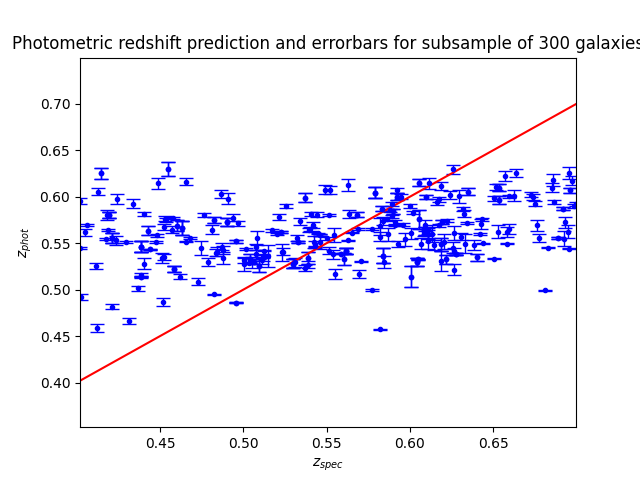 Photometric redshift prediction and errorbars for subsample of 300 galaxies
0.70
0.65
0.60
0.55
0.50
0.45
0.40
z_phot
0.45 0.50 0.55 0.60 0.65
z_spec